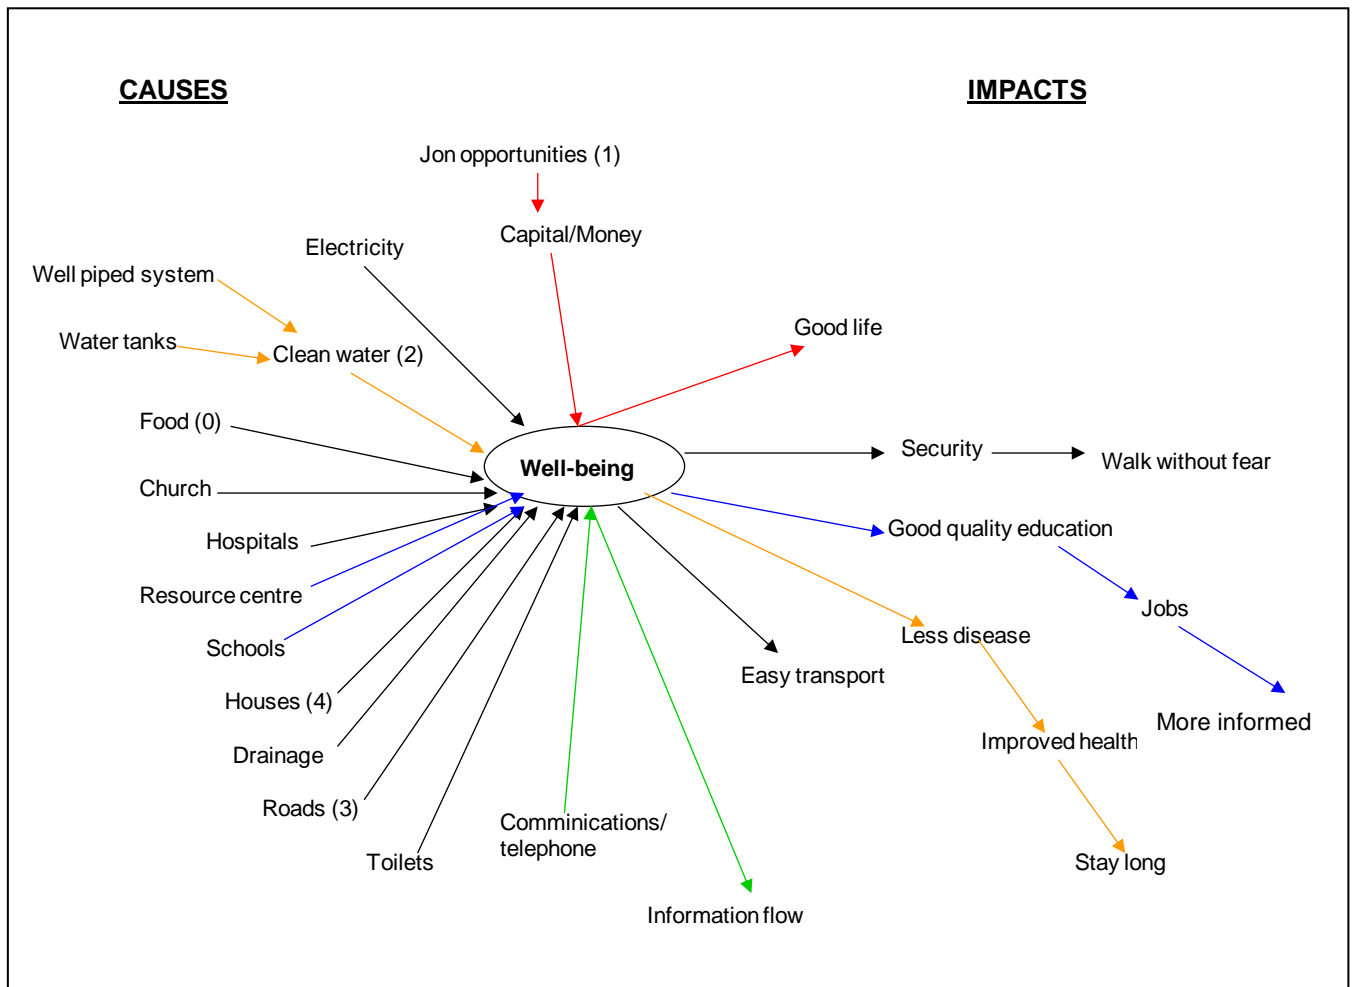 CAUSES
IMPACTS
Jon opportunities (1)
Capital/Money
Electricity
Well piped system
Water tanks
Clean water (2)
Good life
Food (0)
Well-being
Security
Walk without fear
Church
Hospitals
Good quality education
Resource centre
Jobs
Schools
Less disease
Easy transport
Houses (4)
More informed
Drainage
Improved health
Roads (3)
Comminications/
telephone
Toilets
Stay long
Information flow